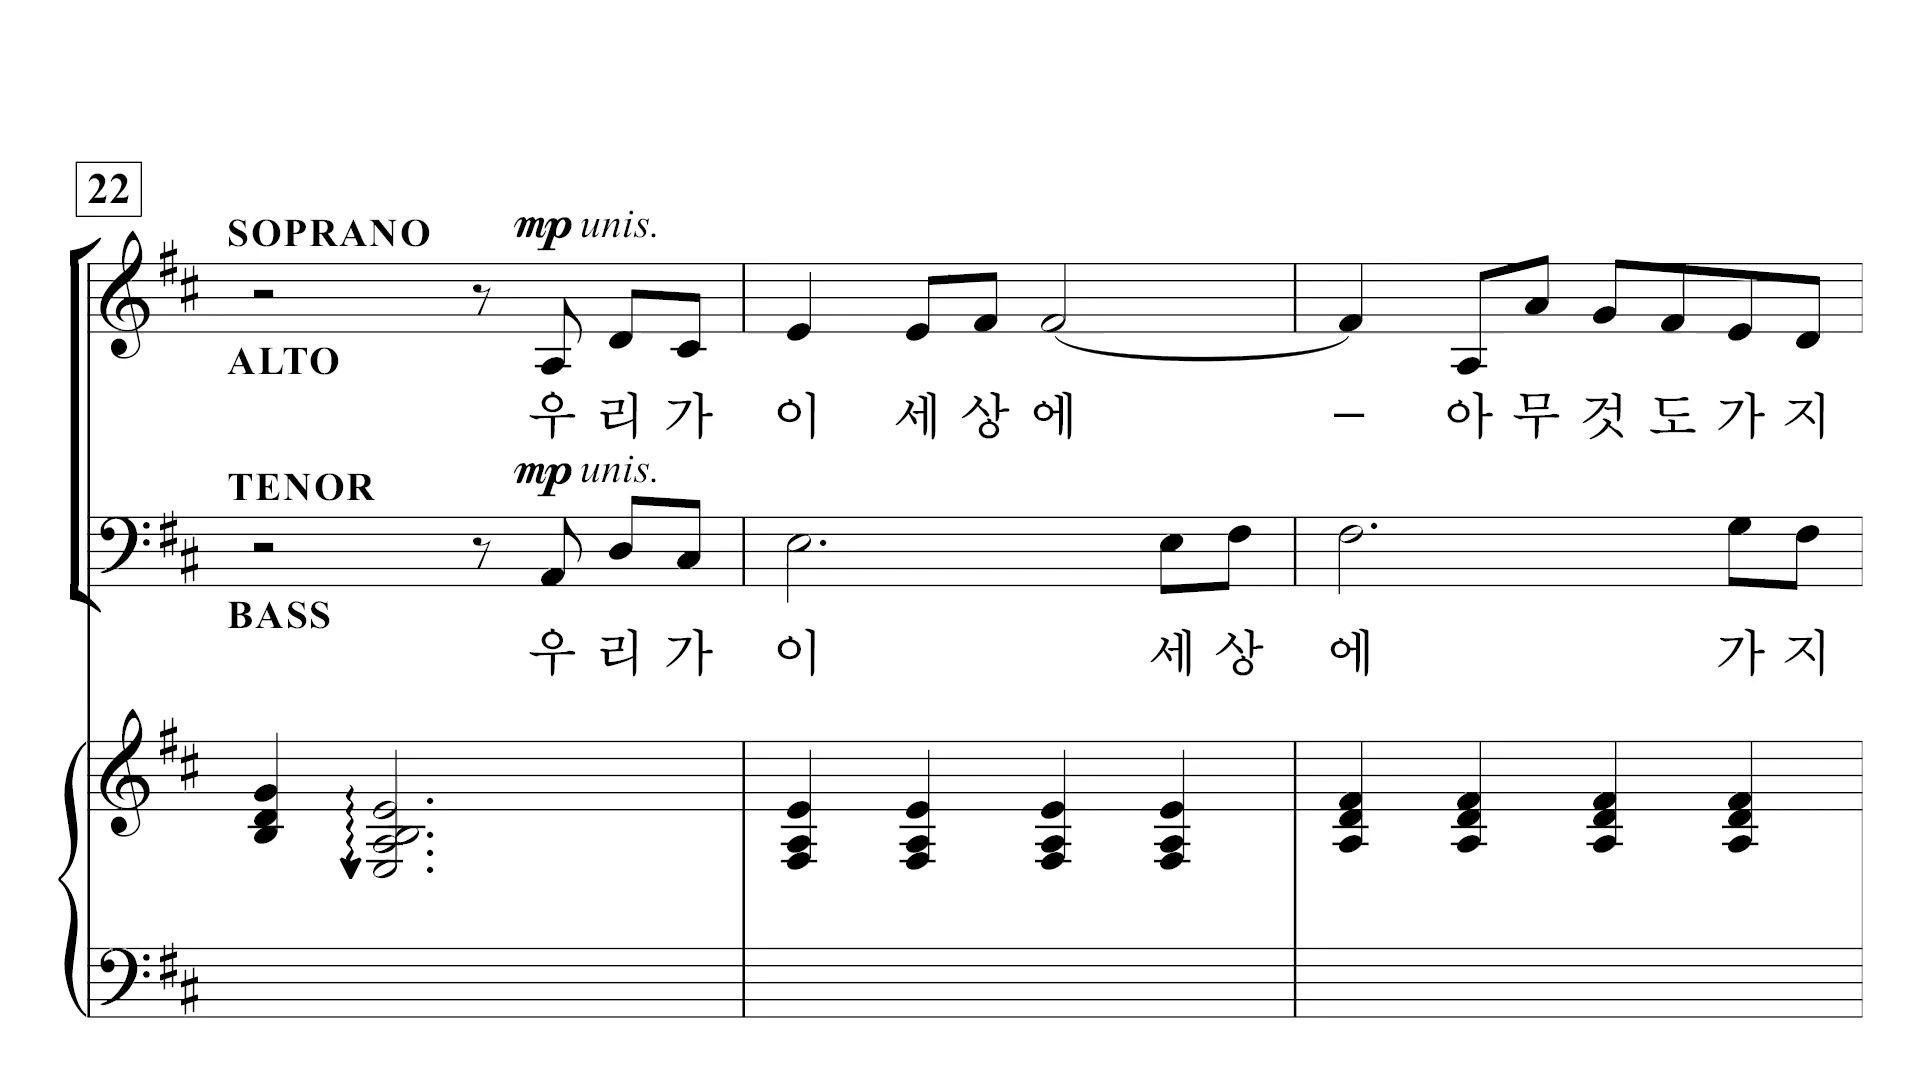 22
SOPRANO
mp unis.
ALTO
우 리 가 이 세 상 에 – 아 무 것 도 가 지
TENOR
mp unis.
BASS
우 리 가 이 세 상 에 가 지